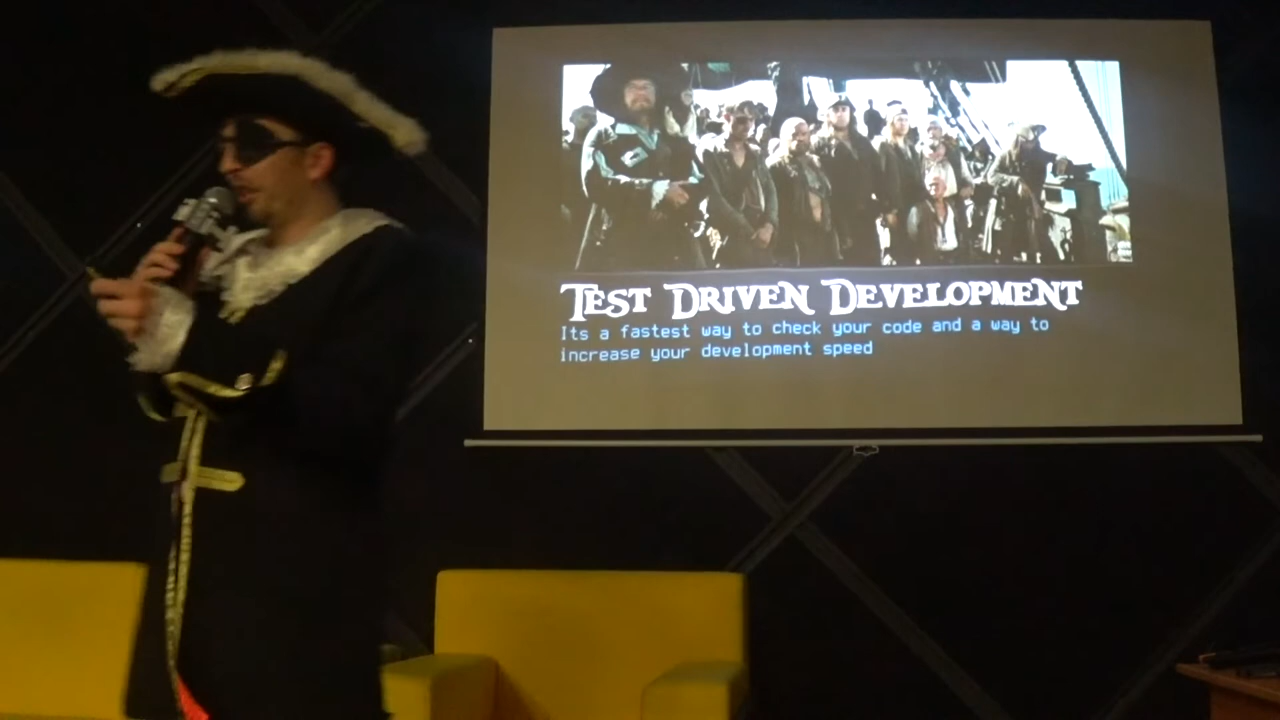 TEST DRIVEN DEVELOPMENT
Its a fastest way to check your code and a way to
increase your development speed